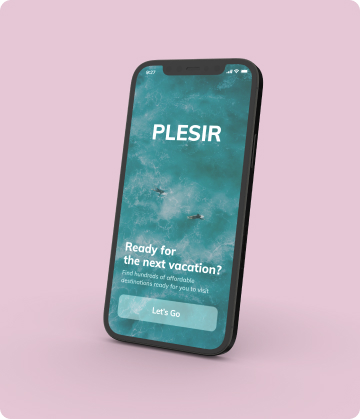 9:27
PLESIR
Ready for
the next vacation?
Find hundreds of affordable
destinations ready for you to visit
Let's Go